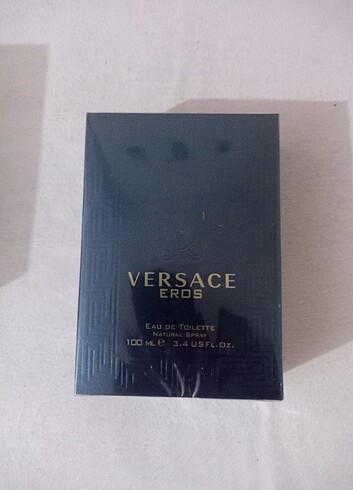 VERSACE
EROS
EAU DE TOILETTE
NATURAL SPRAY
100 ML ℮ 3.4 US FL.OZ.